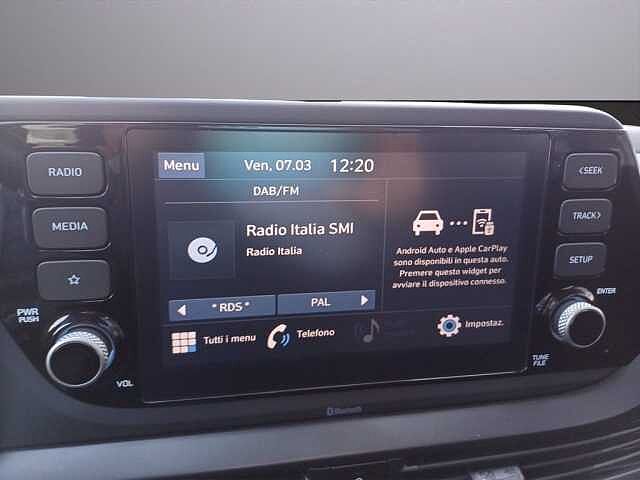 RADIO
MEDIA
PWR
PUSH
VOL
Menu Ven, 07.03 12:20
DAB/FM
Radio Italia SMI
Radio Italia
*RDS* PAL
Android Auto e Apple CarPlay
sono disponibili in questa auto.
Premere questo widget per
avviare il dispositivo connesso.
Tutti i menu Telefono Impostaz.
<SEEK
TRACK>
SETUP
ENTER
TUNE
FILE
Bluetooth